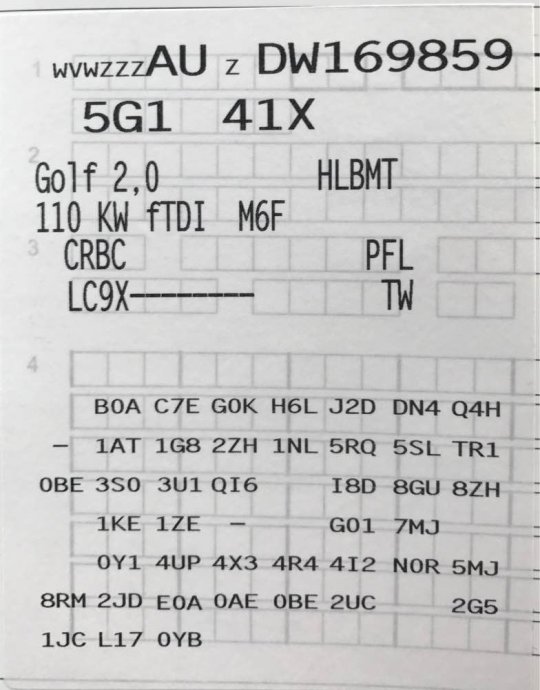 1 WVWZZZAU Z DW169859
5G1 41X
2
Golf 2,0 HLBMT
110 KW fTDI M6F
3 CRBC PFL
LC9X-------- TW
4
B0A C7E G0K H6L J2D DN4 Q4H
– 1AT 1G8 2ZH 1NL 5RQ 5SL TR1
0BE 3S0 3U1 QI6 I8D 8GU 8ZH
1KE 1ZE – G01 7MJ
0Y1 4UP 4X3 4R4 4I2 N0R 5MJ
8RM 2JD E0A 0AE 0BE 2UC 2G5
1JC L17 0YB